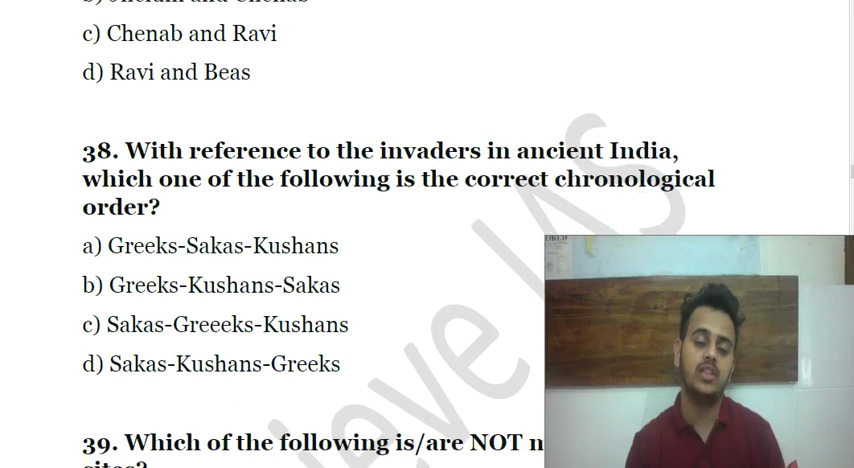 c) Chenab and Ravi
d) Ravi and Beas
38. With reference to the invaders in ancient India,
which one of the following is the correct chronological
order?
a) Greeks-Sakas-Kushans
b) Greeks-Kushans-Sakas
c) Sakas-Greeeks-Kushans
d) Sakas-Kushans-Greeks
39. Which of the following is/are NOT n